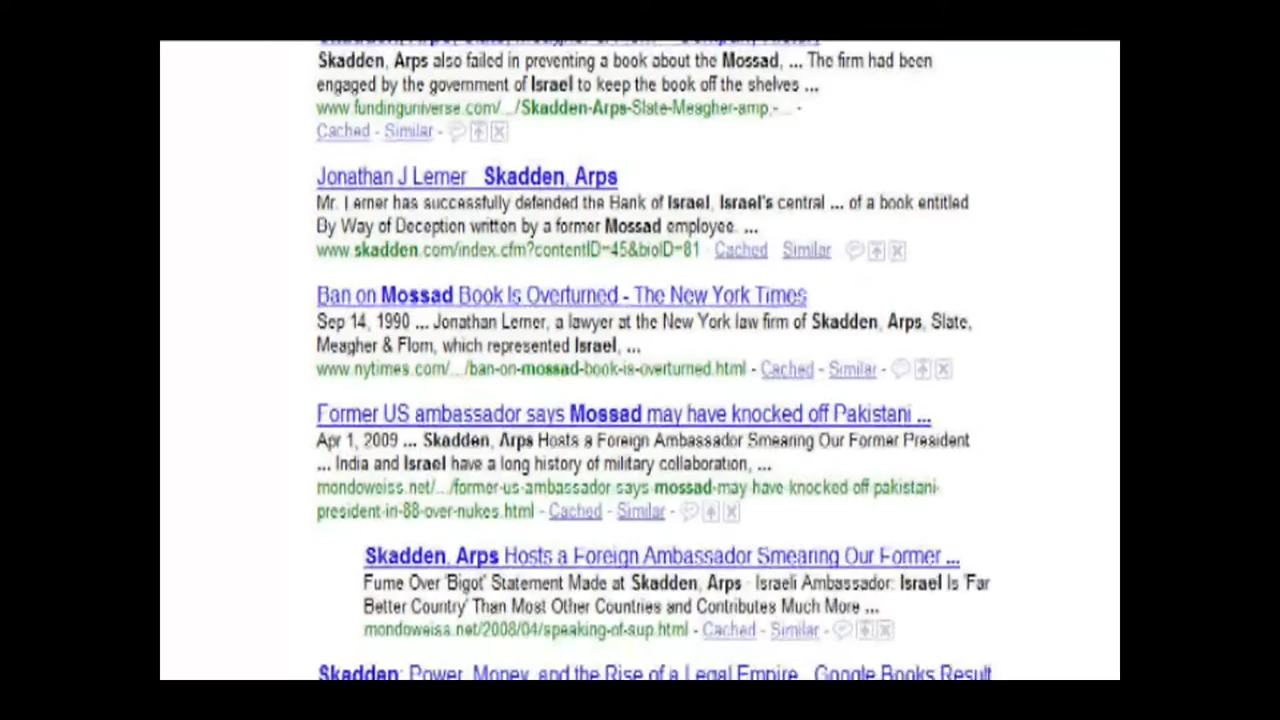 Skadden, Arps also failed in preventing a book about the Mossad, ... The firm had been
engaged by the government of Israel to keep the book off the shelves ...
www.fundinguniverse.com/.../Skadden-Arps-Slate-Meagher-amp,-... -
Cached - Similar -
Jonathan J Lerner Skadden, Arps
Mr. Lerner has successfully defended the Bank of Israel, Israel's central ... of a book entitled
By Way of Deception written by a former Mossad employee. ...
www.skadden.com/index.cfm?contentID=45&bioID=81 Cached Similar
Ban on Mossad Book Is Overturned - The New York Times
Sep 14, 1990 ... Jonathan Lerner, a lawyer at the New York law firm of Skadden, Arps, Slate,
Meagher & Flom, which represented Israel, ...
www.nytimes.com/.../ban-on-mossad-book-is-overturned.html - Cached - Similar -
Former US ambassador says Mossad may have knocked off Pakistani ...
Apr 1, 2009 ... Skadden, Arps Hosts a Foreign Ambassador Smearing Our Former President
... India and Israel have a long history of military collaboration, ...
mondoweiss.net/.../former-us-ambassador-says-mossad-may-have-knocked-off-pakistani-
president-in-88-over-nukes.html - Cached - Similar -
Skadden, Arps Hosts a Foreign Ambassador Smearing Our Former ...
Fume Over 'Bigot' Statement Made at Skadden, Arps · Israeli Ambassador: Israel Is 'Far
Better Country' Than Most Other Countries and Contributes Much More ...
mondoweiss.net/2008/04/speaking-of-sup.html - Cached - Similar -
Skadden: Power, Money, and the Rise of a Legal Empire Google Books Result